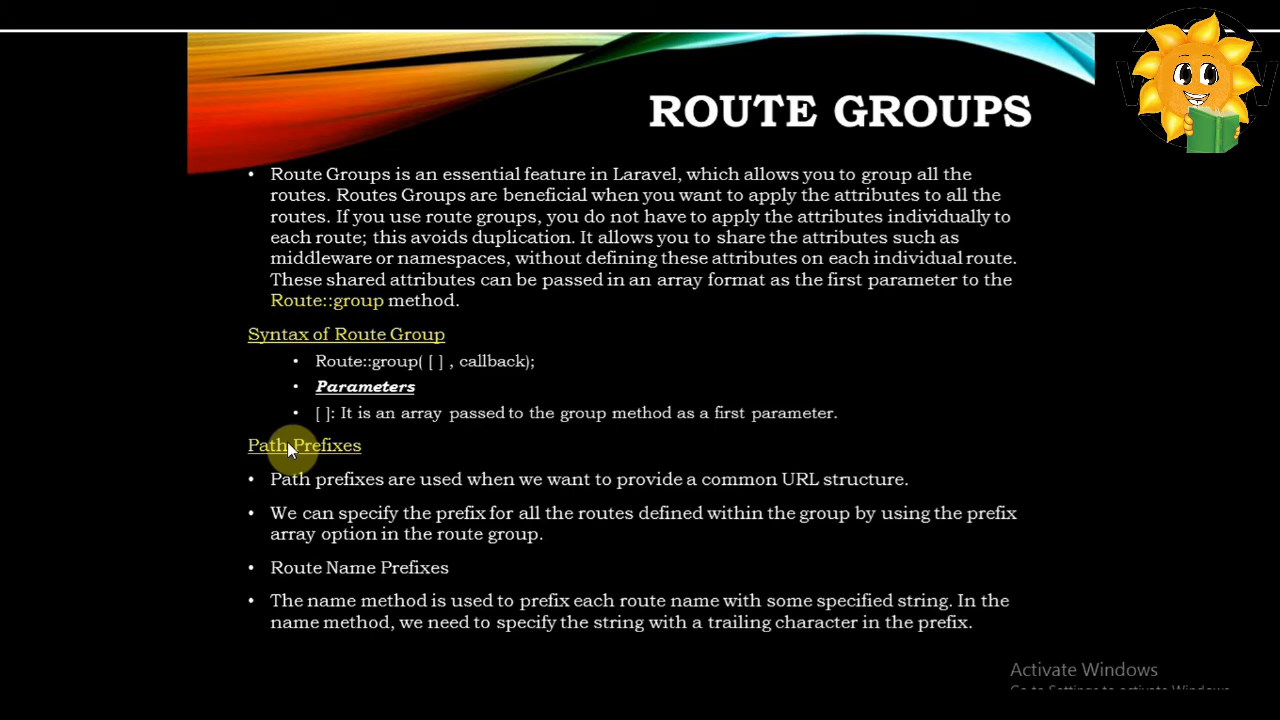 ROUTE GROUPS
• Route Groups is an essential feature in Laravel, which allows you to group all the
routes. Routes Groups are beneficial when you want to apply the attributes to all the
routes. If you use route groups, you do not have to apply the attributes individually to
each route; this avoids duplication. It allows you to share the attributes such as
middleware or namespaces, without defining these attributes on each individual route.
These shared attributes can be passed in an array format as the first parameter to the
Route::group method.
Syntax of Route Group
• Route::group( [ ] , callback);
• Parameters
• [ ]: It is an array passed to the group method as a first parameter.
Path Prefixes
• Path prefixes are used when we want to provide a common URL structure.
• We can specify the prefix for all the routes defined within the group by using the prefix
array option in the route group.
• Route Name Prefixes
• The name method is used to prefix each route name with some specified string. In the
name method, we need to specify the string with a trailing character in the prefix.
Activate Windows
Go to Settings to activate Windows.